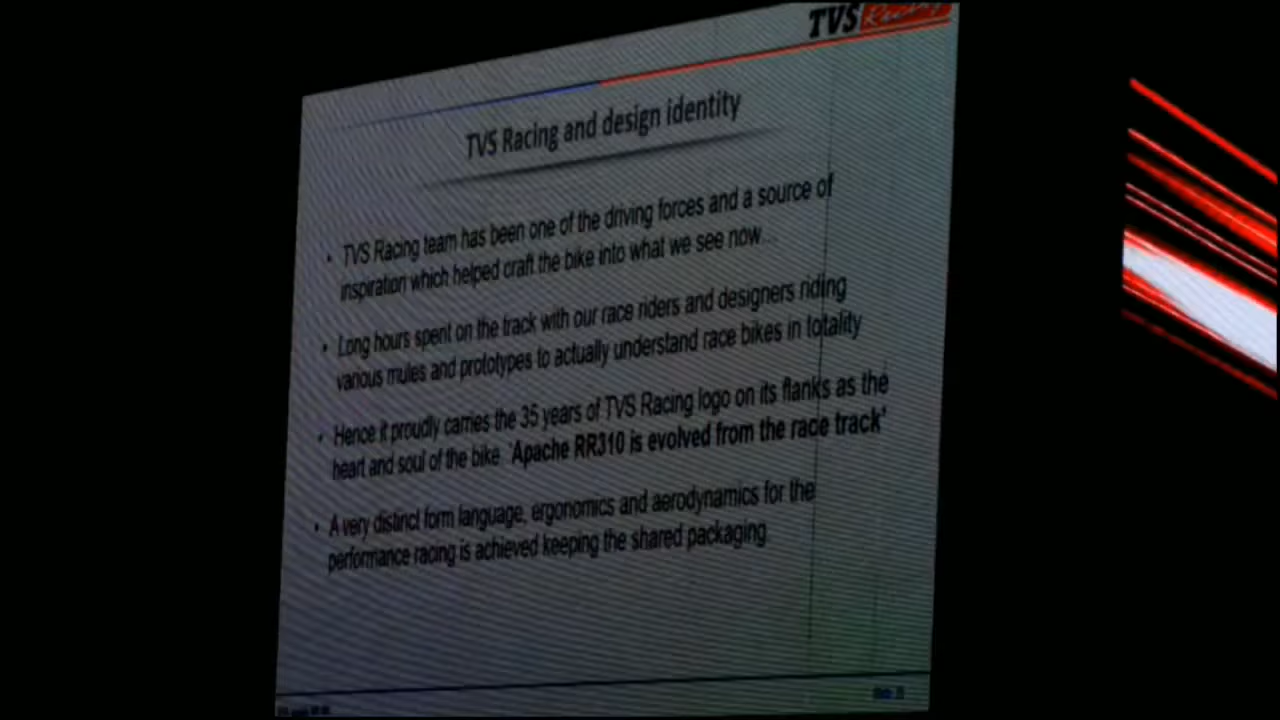 TVS Racing
TVS Racing and design identity
• TVS Racing team has been one of the driving forces and a source of
inspiration which helped craft the bike into what we see now...
• Long hours spent on the track with our race riders and designers riding
various mules and prototypes to actually understand race bikes in totality
• Hence it proudly carries the 35 years of TVS Racing logo on its flanks as the
heart and soul of the bike. 'Apache RR310 is evolved from the race track'
• A very distinct form language, ergonomics and aerodynamics for the
performance racing is achieved keeping the shared packaging.